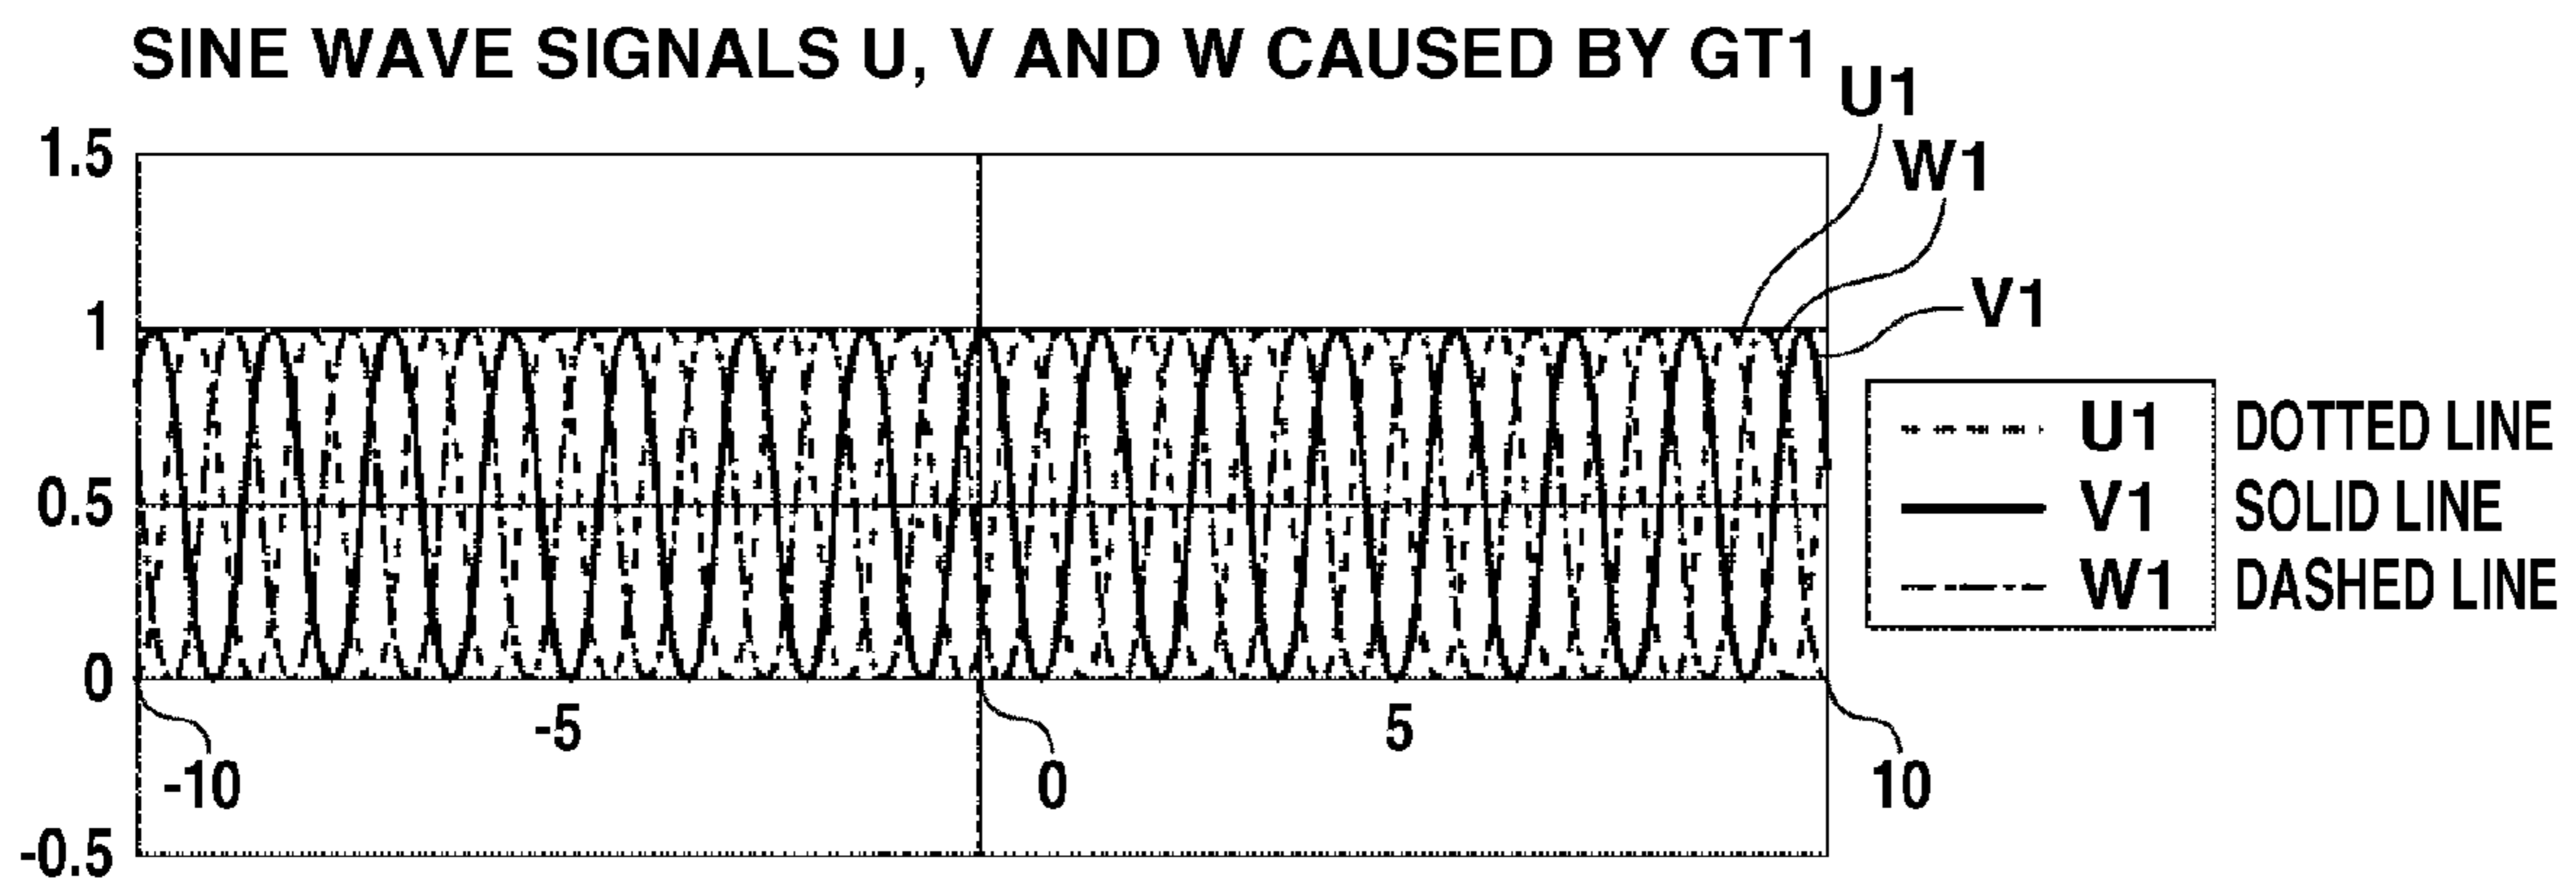 SINE WAVE SIGNALS U, V AND W CAUSED BY GT1
U1
W1
V1
1.5
1
0.5
0
-0.5
-10
-5
0
5
10
U1 DOTTED LINE
V1 SOLID LINE
W1 DASHED LINE